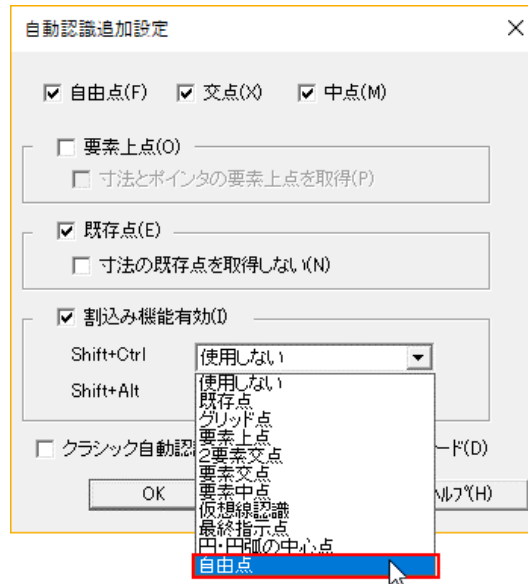 自動認識追加設定
自由点(F) 交点(X) 中点(M)
要素上点(O)
寸法とポインタの要素上点を取得(P)
既存点(E)
寸法の既存点を取得しない(N)
割込み機能有効(I)
Shift+Ctrl 使用しない
Shift+Alt
使用しない
既存点
グリッド点
要素上点
2要素交点
要素交点
要素中点
仮想線認識
最終指示点
円・円弧の中心点
自由点
クラシック自動認 ード(D)
OK ヘルプ(H)